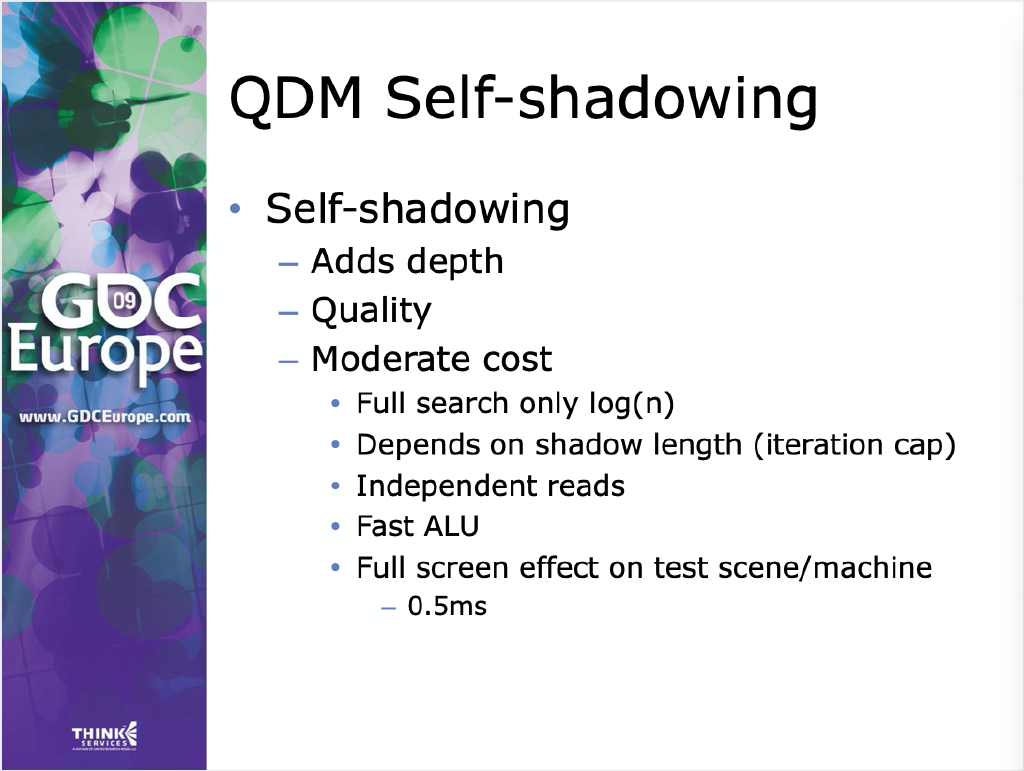 QDM Self-shadowing
• Self-shadowing
– Adds depth
– Quality
– Moderate cost
• Full search only log(n)
• Depends on shadow length (iteration cap)
• Independent reads
• Fast ALU
• Full screen effect on test scene/machine
– 0.5ms
GDC
09
Europe
www.GDCEurope.com
THINK
SERVICES